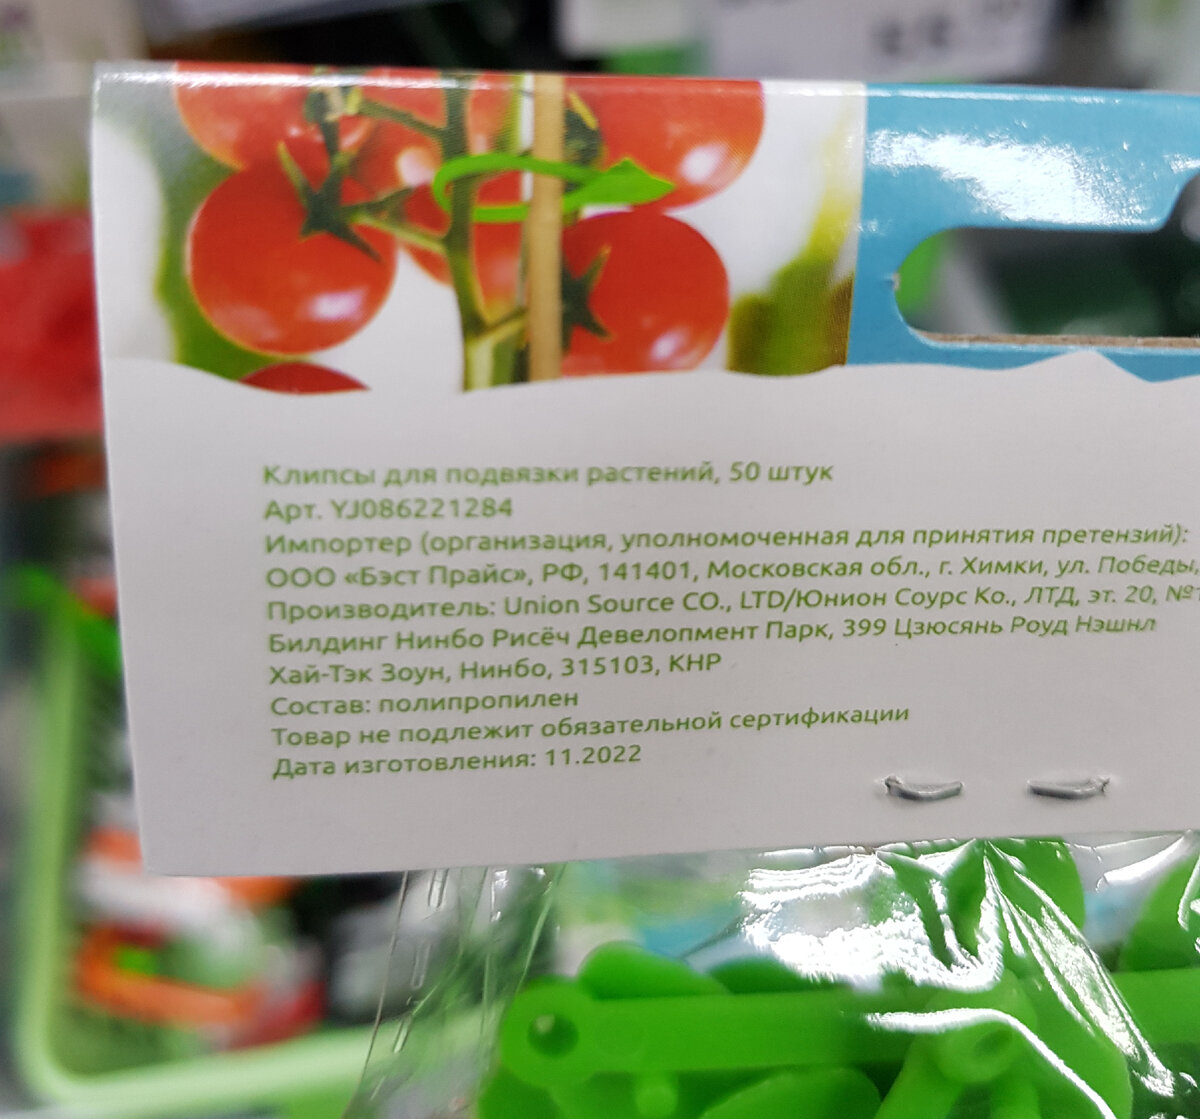 Клипсы для подвязки растений, 50 штук
Арт. YJ086221284
Импортер (организация, уполномоченная для принятия претензий):
ООО «Бэст Прайс», РФ, 141401, Московская обл., г. Химки, ул. Победы,
Производитель: Union Source CO., LTD/Юнион Соурс Ко., ЛТД, эт. 20, №1
Билдинг Нинбо Рисёч Девелопмент Парк, 399 Цзюсянь Роуд Нэшнл
Хай-Тэк Зоун, Нинбо, 315103, КНР
Состав: полипропилен
Товар не подлежит обязательной сертификации
Дата изготовления: 11.2022